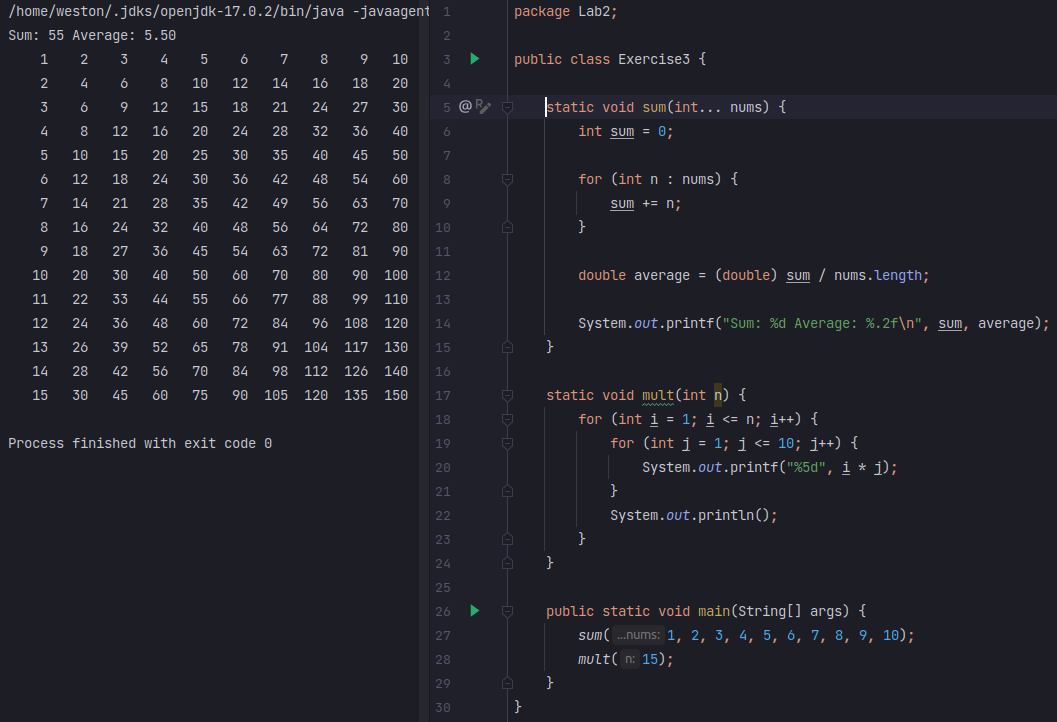 /home/weston/.jdks/openjdk-17.0.2/bin/java -javaagent
Sum: 55 Average: 5.50
    1    2    3    4    5    6    7    8    9   10
    2    4    6    8   10   12   14   16   18   20
    3    6    9   12   15   18   21   24   27   30
    4    8   12   16   20   24   28   32   36   40
    5   10   15   20   25   30   35   40   45   50
    6   12   18   24   30   36   42   48   54   60
    7   14   21   28   35   42   49   56   63   70
    8   16   24   32   40   48   56   64   72   80
    9   18   27   36   45   54   63   72   81   90
   10   20   30   40   50   60   70   80   90  100
   11   22   33   44   55   66   77   88   99  110
   12   24   36   48   60   72   84   96  108  120
   13   26   39   52   65   78   91  104  117  130
   14   28   42   56   70   84   98  112  126  140
   15   30   45   60   75   90  105  120  135  150
Process finished with exit code 0
1 package Lab2;
2
3 public class Exercise3 {
4
5     static void sum(int... nums) {
6         int sum = 0;
7
8         for (int n : nums) {
9             sum += n;
10         }
11
12         double average = (double) sum / nums.length;
13
14         System.out.printf("Sum: %d Average: %.2f\n", sum, average);
15     }
16
17     static void mult(int n) {
18         for (int i = 1; i <= n; i++) {
19             for (int j = 1; j <= 10; j++) {
20                 System.out.printf("%5d", i * j);
21             }
22             System.out.println();
23         }
24     }
25
26     public static void main(String[] args) {
27         sum( ...nums: 1, 2, 3, 4, 5, 6, 7, 8, 9, 10);
28         mult( n: 15);
29     }
30 }